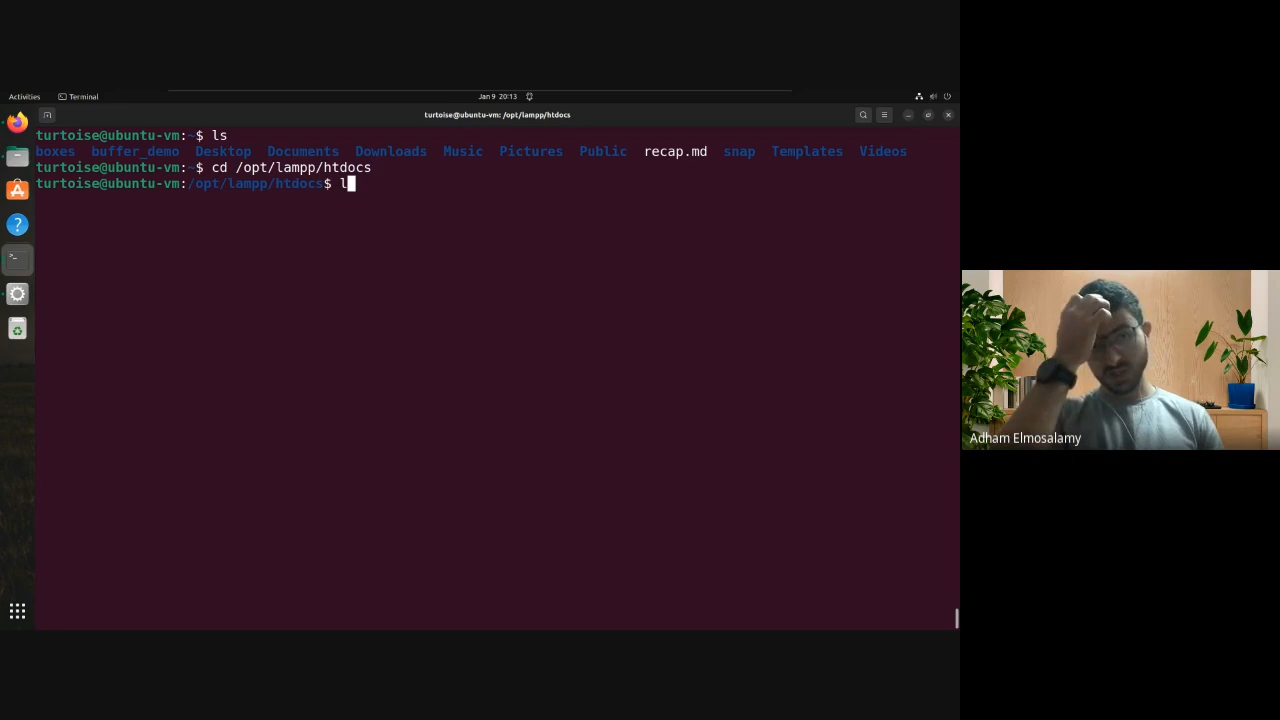 Activities Terminal Jan 9 20:13
turtoise@ubuntu-vm: /opt/lampp/htdocs
turtoise@ubuntu-vm:~$ ls
boxes buffer_demo Desktop Documents Downloads Music Pictures Public recap.md snap Templates Videos
turtoise@ubuntu-vm:~$ cd /opt/lampp/htdocs
turtoise@ubuntu-vm:/opt/lampp/htdocs$ l
Adham Elmosalamy